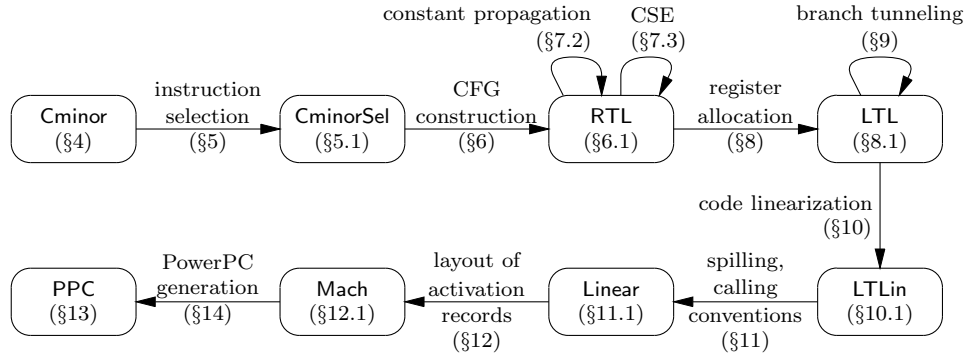 constant propagation
(§7.2)
CSE
(§7.3)
branch tunneling
(§9)
Cminor
(§4)
instruction
selection
(§5)
CminorSel
(§5.1)
CFG
construction
(§6)
RTL
(§6.1)
register
allocation
(§8)
LTL
(§8.1)
code linearization
(§10)
PPC
(§13)
PowerPC
generation
(§14)
Mach
(§12.1)
layout of
activation
records
(§12)
Linear
(§11.1)
spilling,
calling
conventions
(§11)
LTLin
(§10.1)